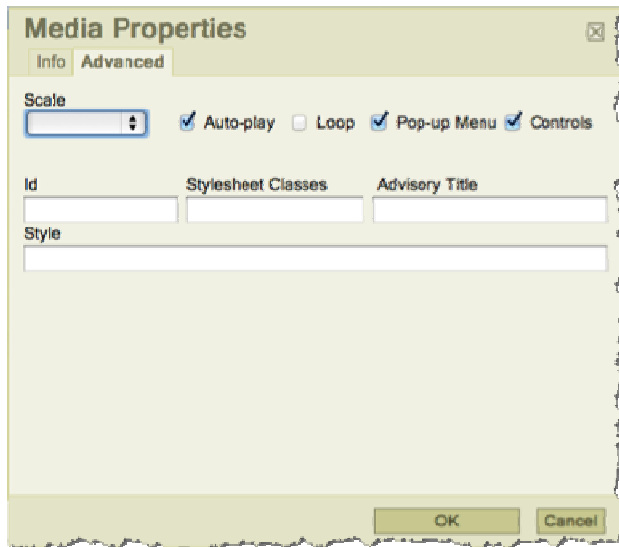 Media Properties
Info Advanced
Scale
Auto-play Loop Pop-up Menu Controls
Id Stylesheet Classes Advisory Title
Style
OK Cancel